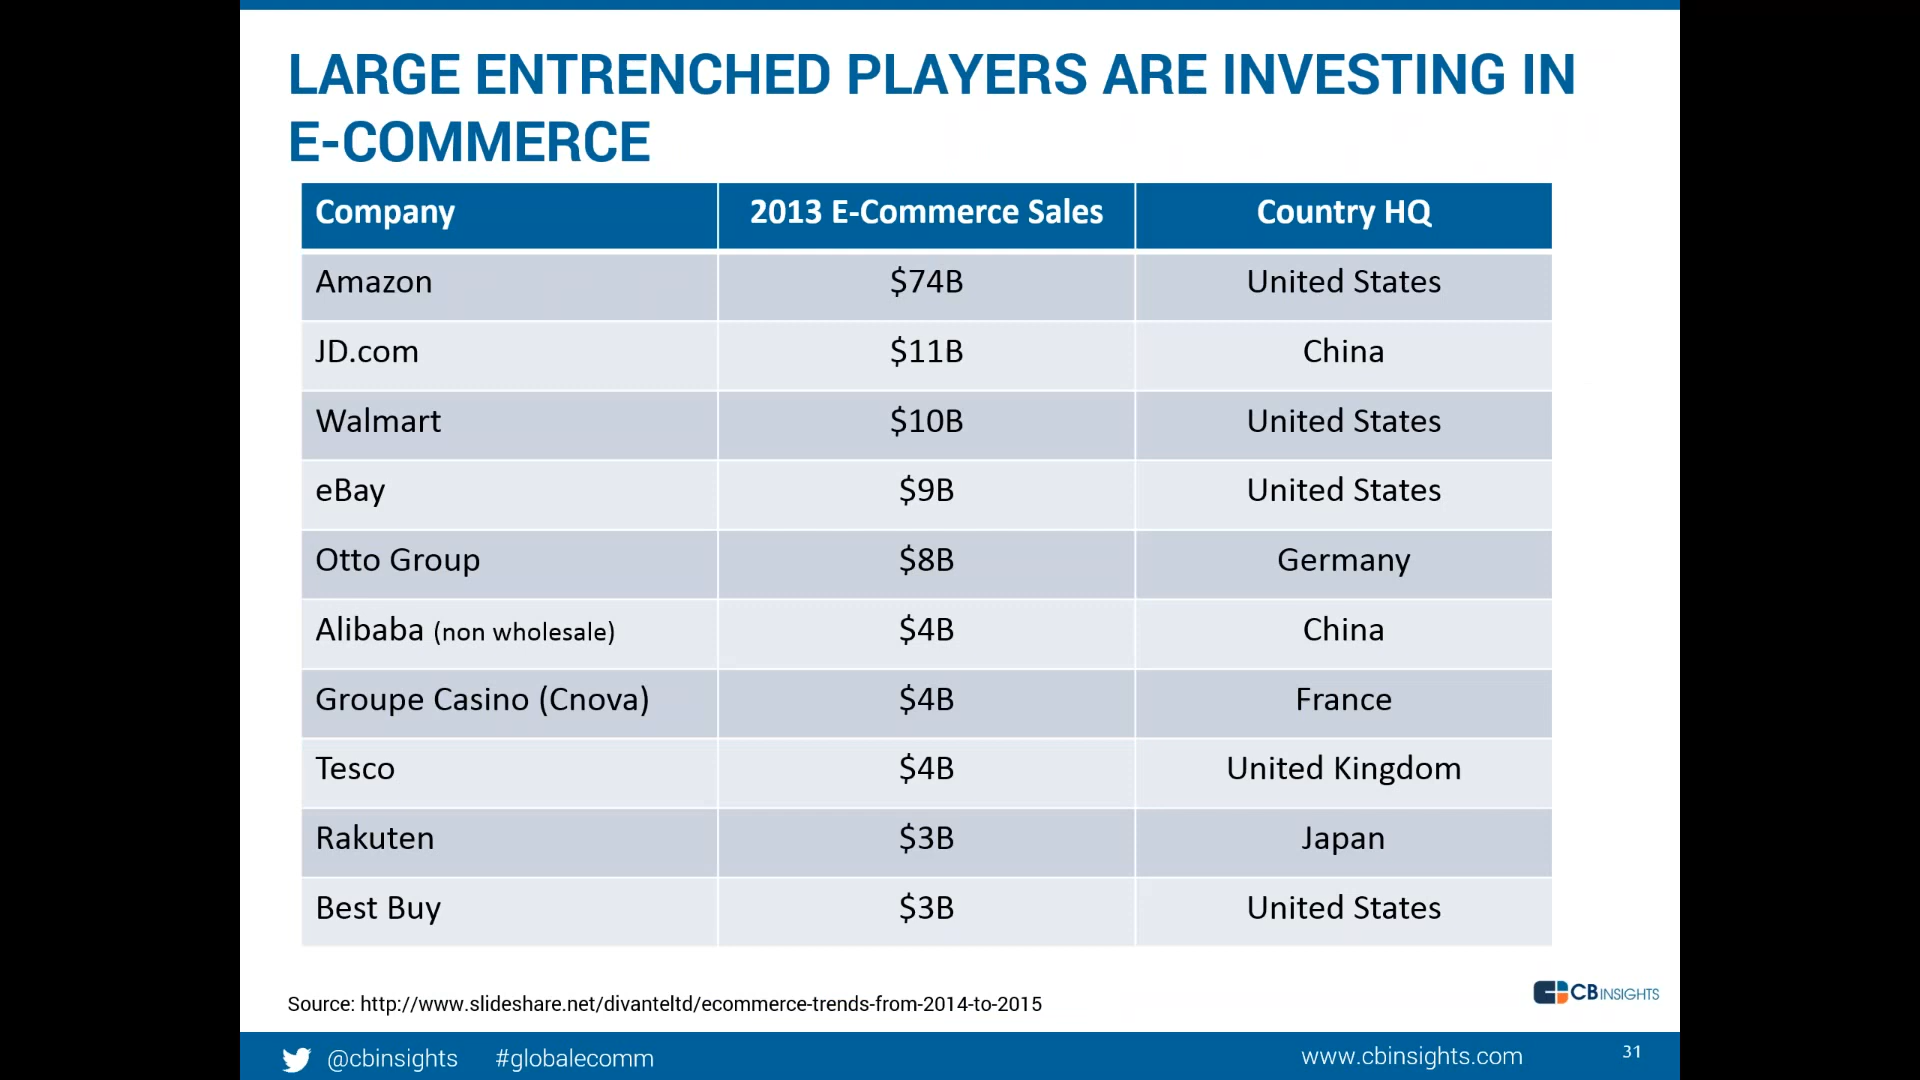 LARGE ENTRENCHED PLAYERS ARE INVESTING IN
E-COMMERCE
Company 2013 E-Commerce Sales Country HQ
Amazon $74B United States
JD.com $11B China
Walmart $10B United States
eBay $9B United States
Otto Group $8B Germany
Alibaba (non wholesale) $4B China
Groupe Casino (Cnova) $4B France
Tesco $4B United Kingdom
Rakuten $3B Japan
Best Buy $3B United States
Source: http://www.slideshare.net/divanteltd/ecommerce-trends-from-2014-to-2015
CBINSIGHTS
@cbinsights #globalecomm www.cbinsights.com 31